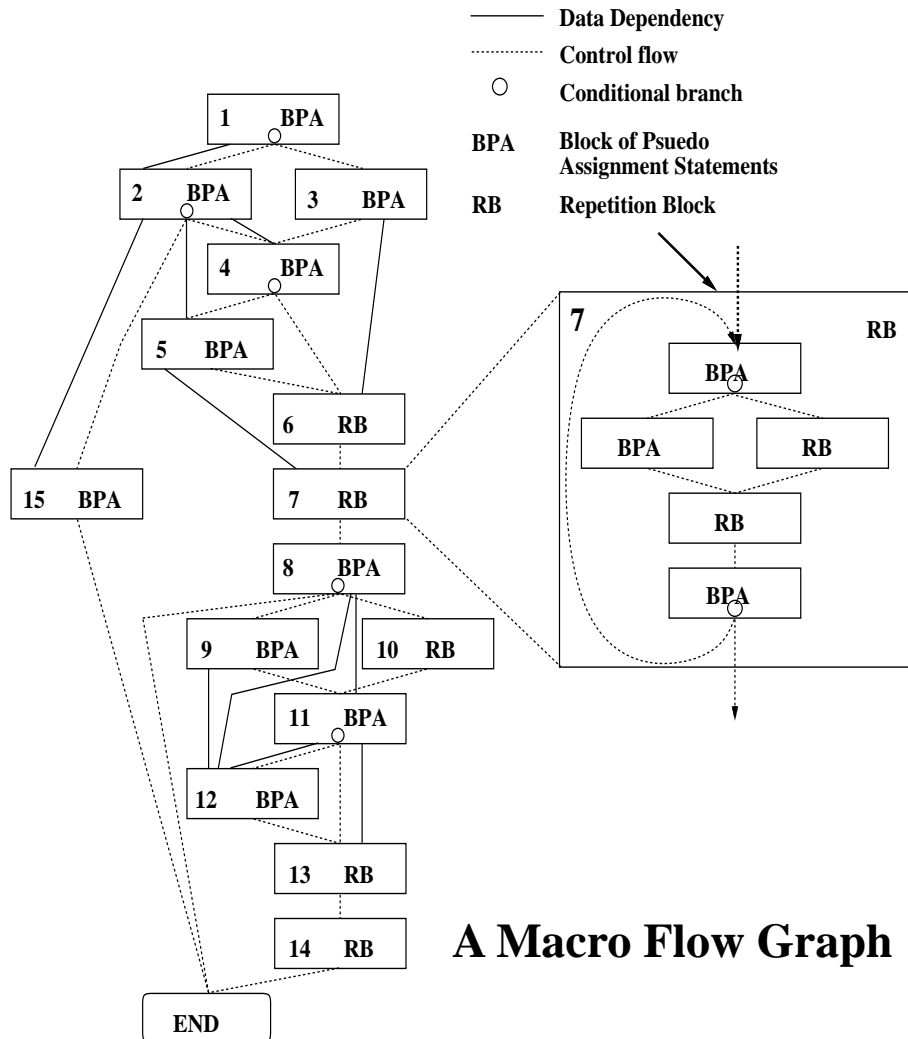 Data Dependency
Control flow
Conditional branch
BPA Block of Psuedo
Assignment Statements
RB Repetition Block
1 BPA
2 BPA
3 BPA
4 BPA
5 BPA
6 RB
15 BPA
7 RB
8 BPA
9 BPA
10 RB
11 BPA
12 BPA
13 RB
14 RB
END
7 RB
BPA
BPA RB
RB
BPA
A Macro Flow Graph